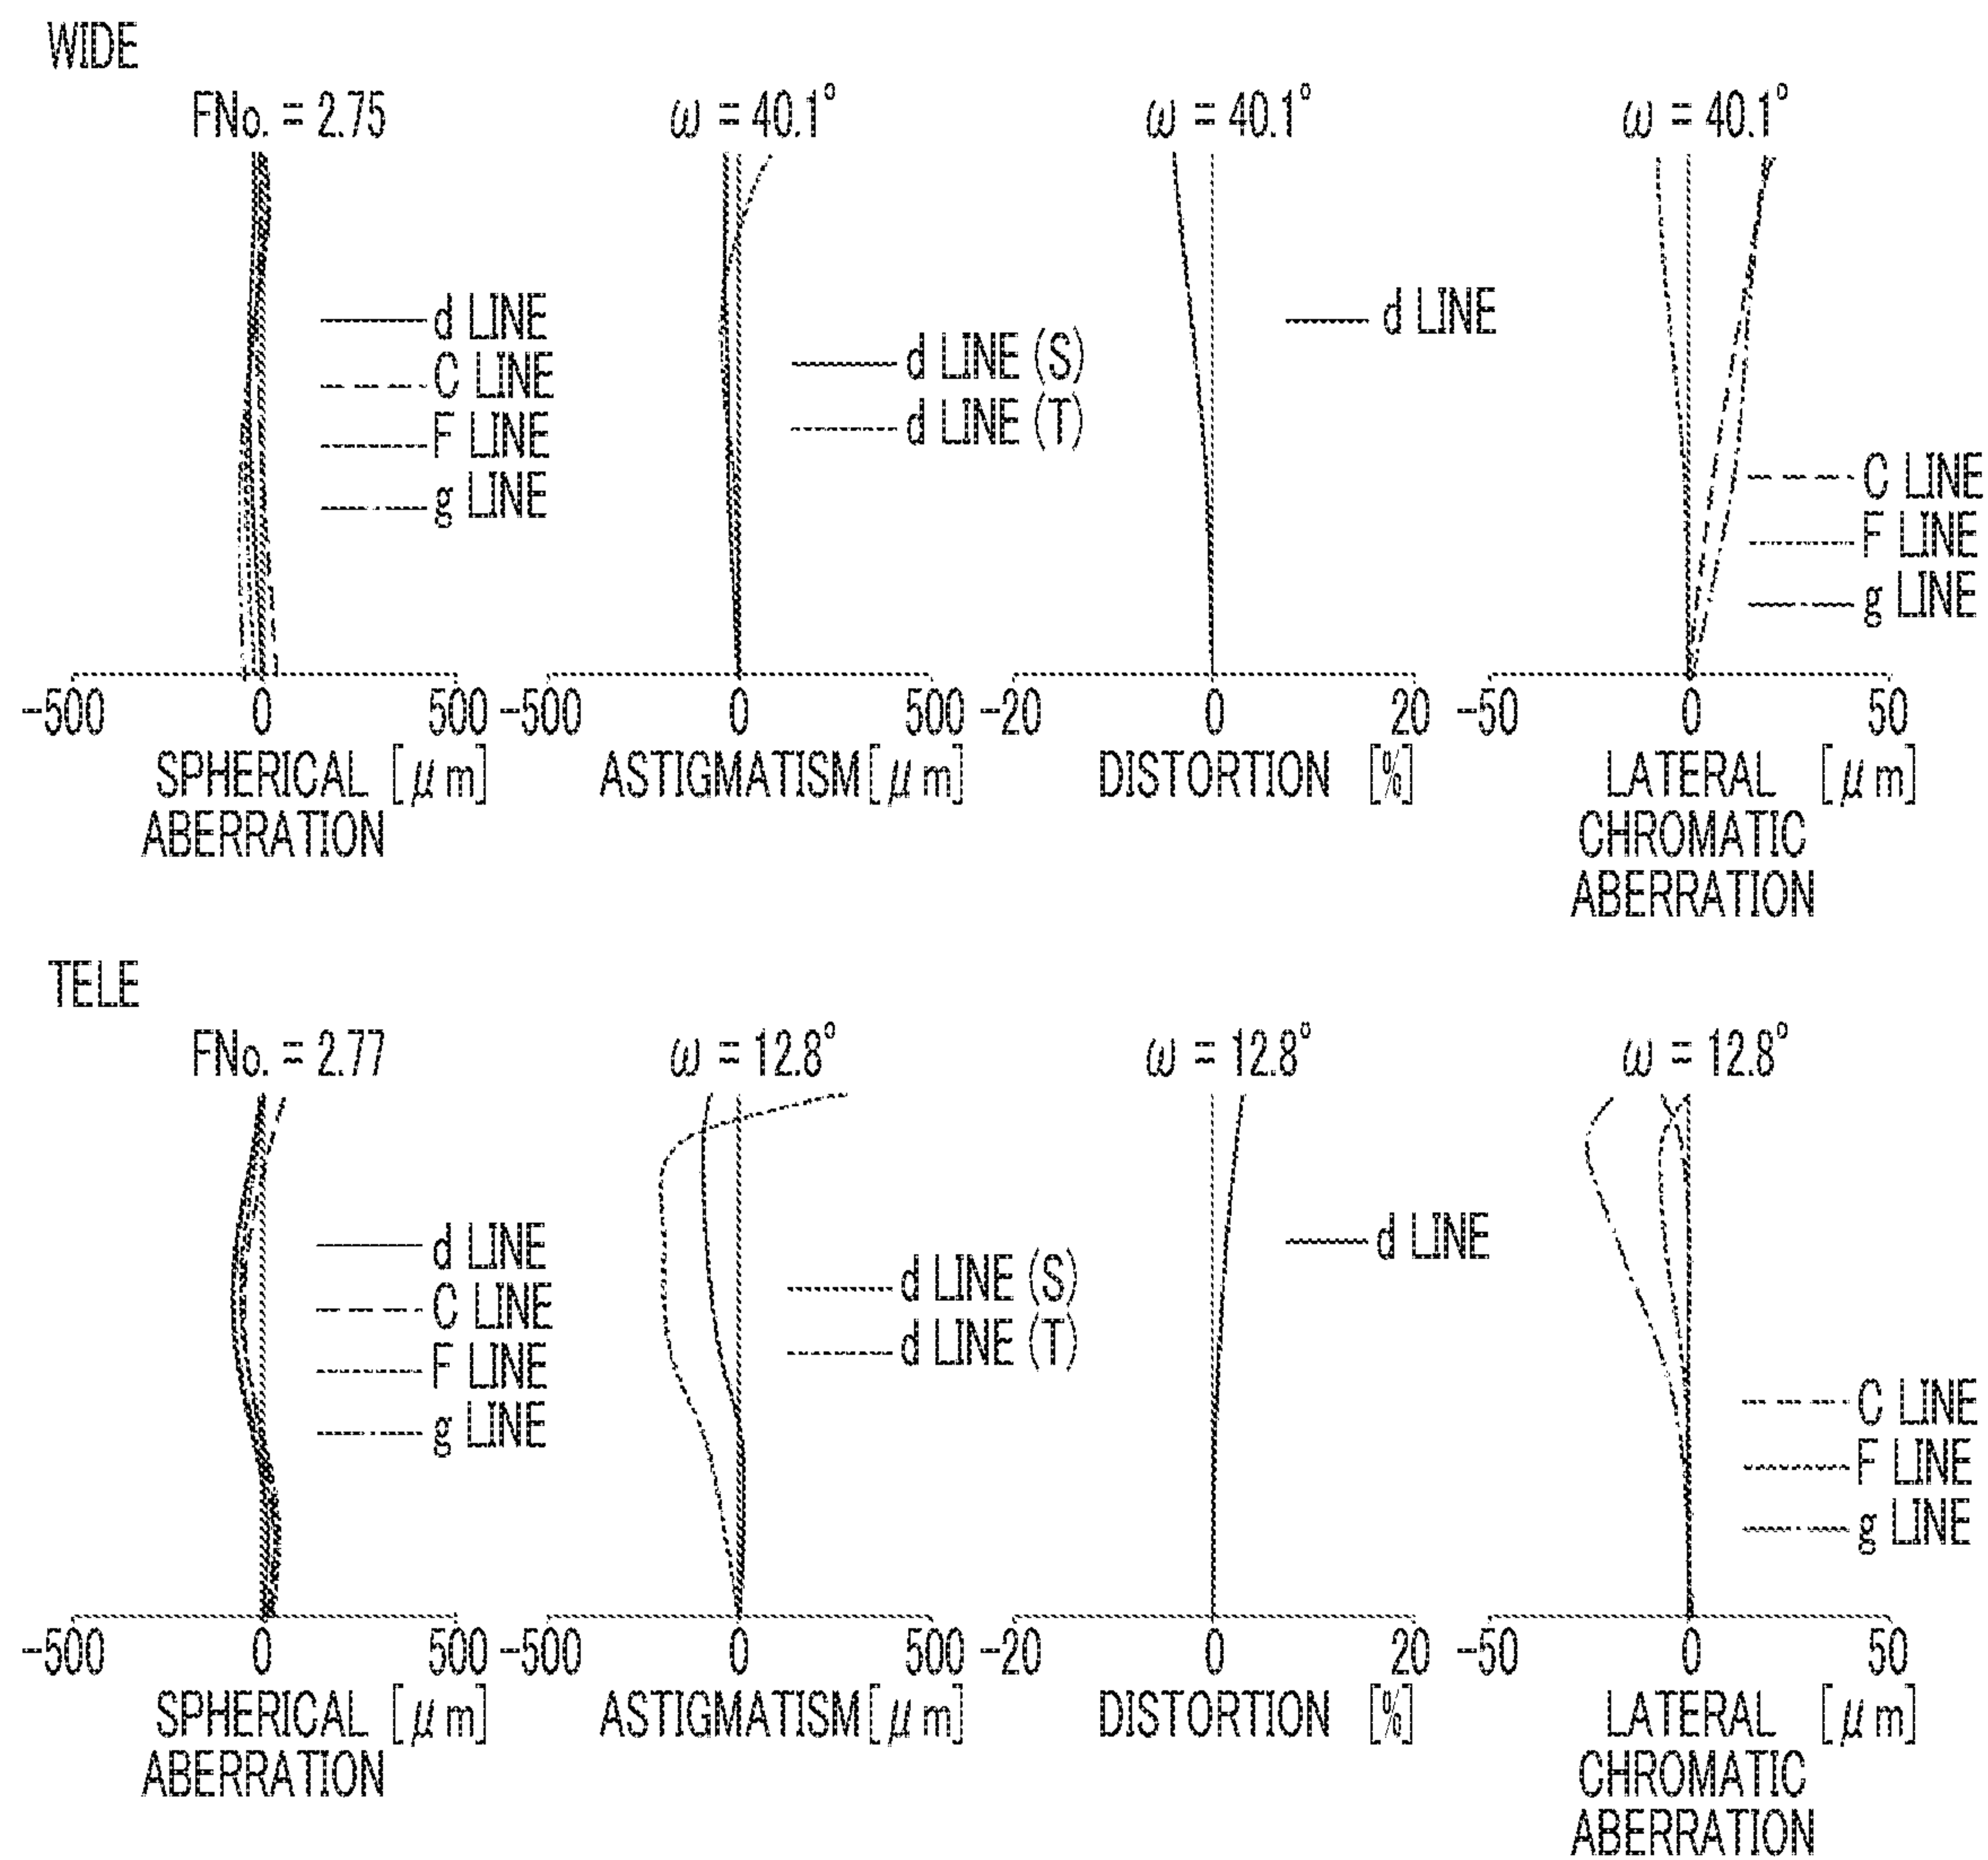 WIDE
FNo. = 2.75
ω = 40.1°
ω = 40.1°
ω = 40.1°
d LINE
C LINE
F LINE
g LINE
d LINE (S)
d LINE (T)
d LINE
C LINE
F LINE
g LINE
-500 0 500
-500 0 500
-20 0 20
-50 0 50
SPHERICAL [μm]
ABERRATION
ASTIGMATISM [μm]
DISTORTION [%]
LATERAL [μm]
CHROMATIC
ABERRATION
TELE
FNo. = 2.77
ω = 12.8°
ω = 12.8°
ω = 12.8°
d LINE
C LINE
F LINE
g LINE
d LINE (S)
d LINE (T)
d LINE
C LINE
F LINE
g LINE
-500 0 500
-500 0 500
-20 0 20
-50 0 50
SPHERICAL [μm]
ABERRATION
ASTIGMATISM [μm]
DISTORTION [%]
LATERAL [μm]
CHROMATIC
ABERRATION